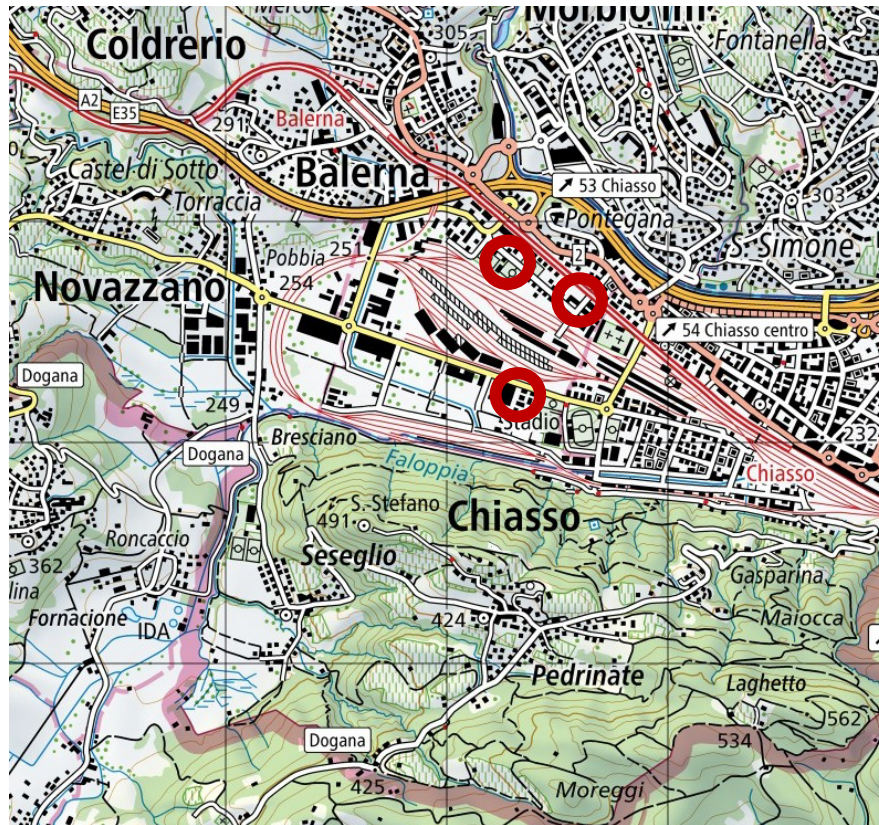 Mercole
Morbio Inf.
Coldrerio
305
Fontanella
A2
E35
291
Balerna
Castel di Sotto
Balerna
53 Chiasso
Torraccia
303
Pontegana
Pobbia
251
2
S. Simone
Novazzano
254
54 Chiasso centro
Dogana
249
Stadio
Bresciano
232
Dogana
Faloppia
Chiasso
S. Stefano
491
Chiasso
Roncaccio
Seseglio
362
lina
Gasparina
Fornacione
IDA
424
Maiocca
Pedrinate
Laghetto
562
Dogana
534
425
Moreggi